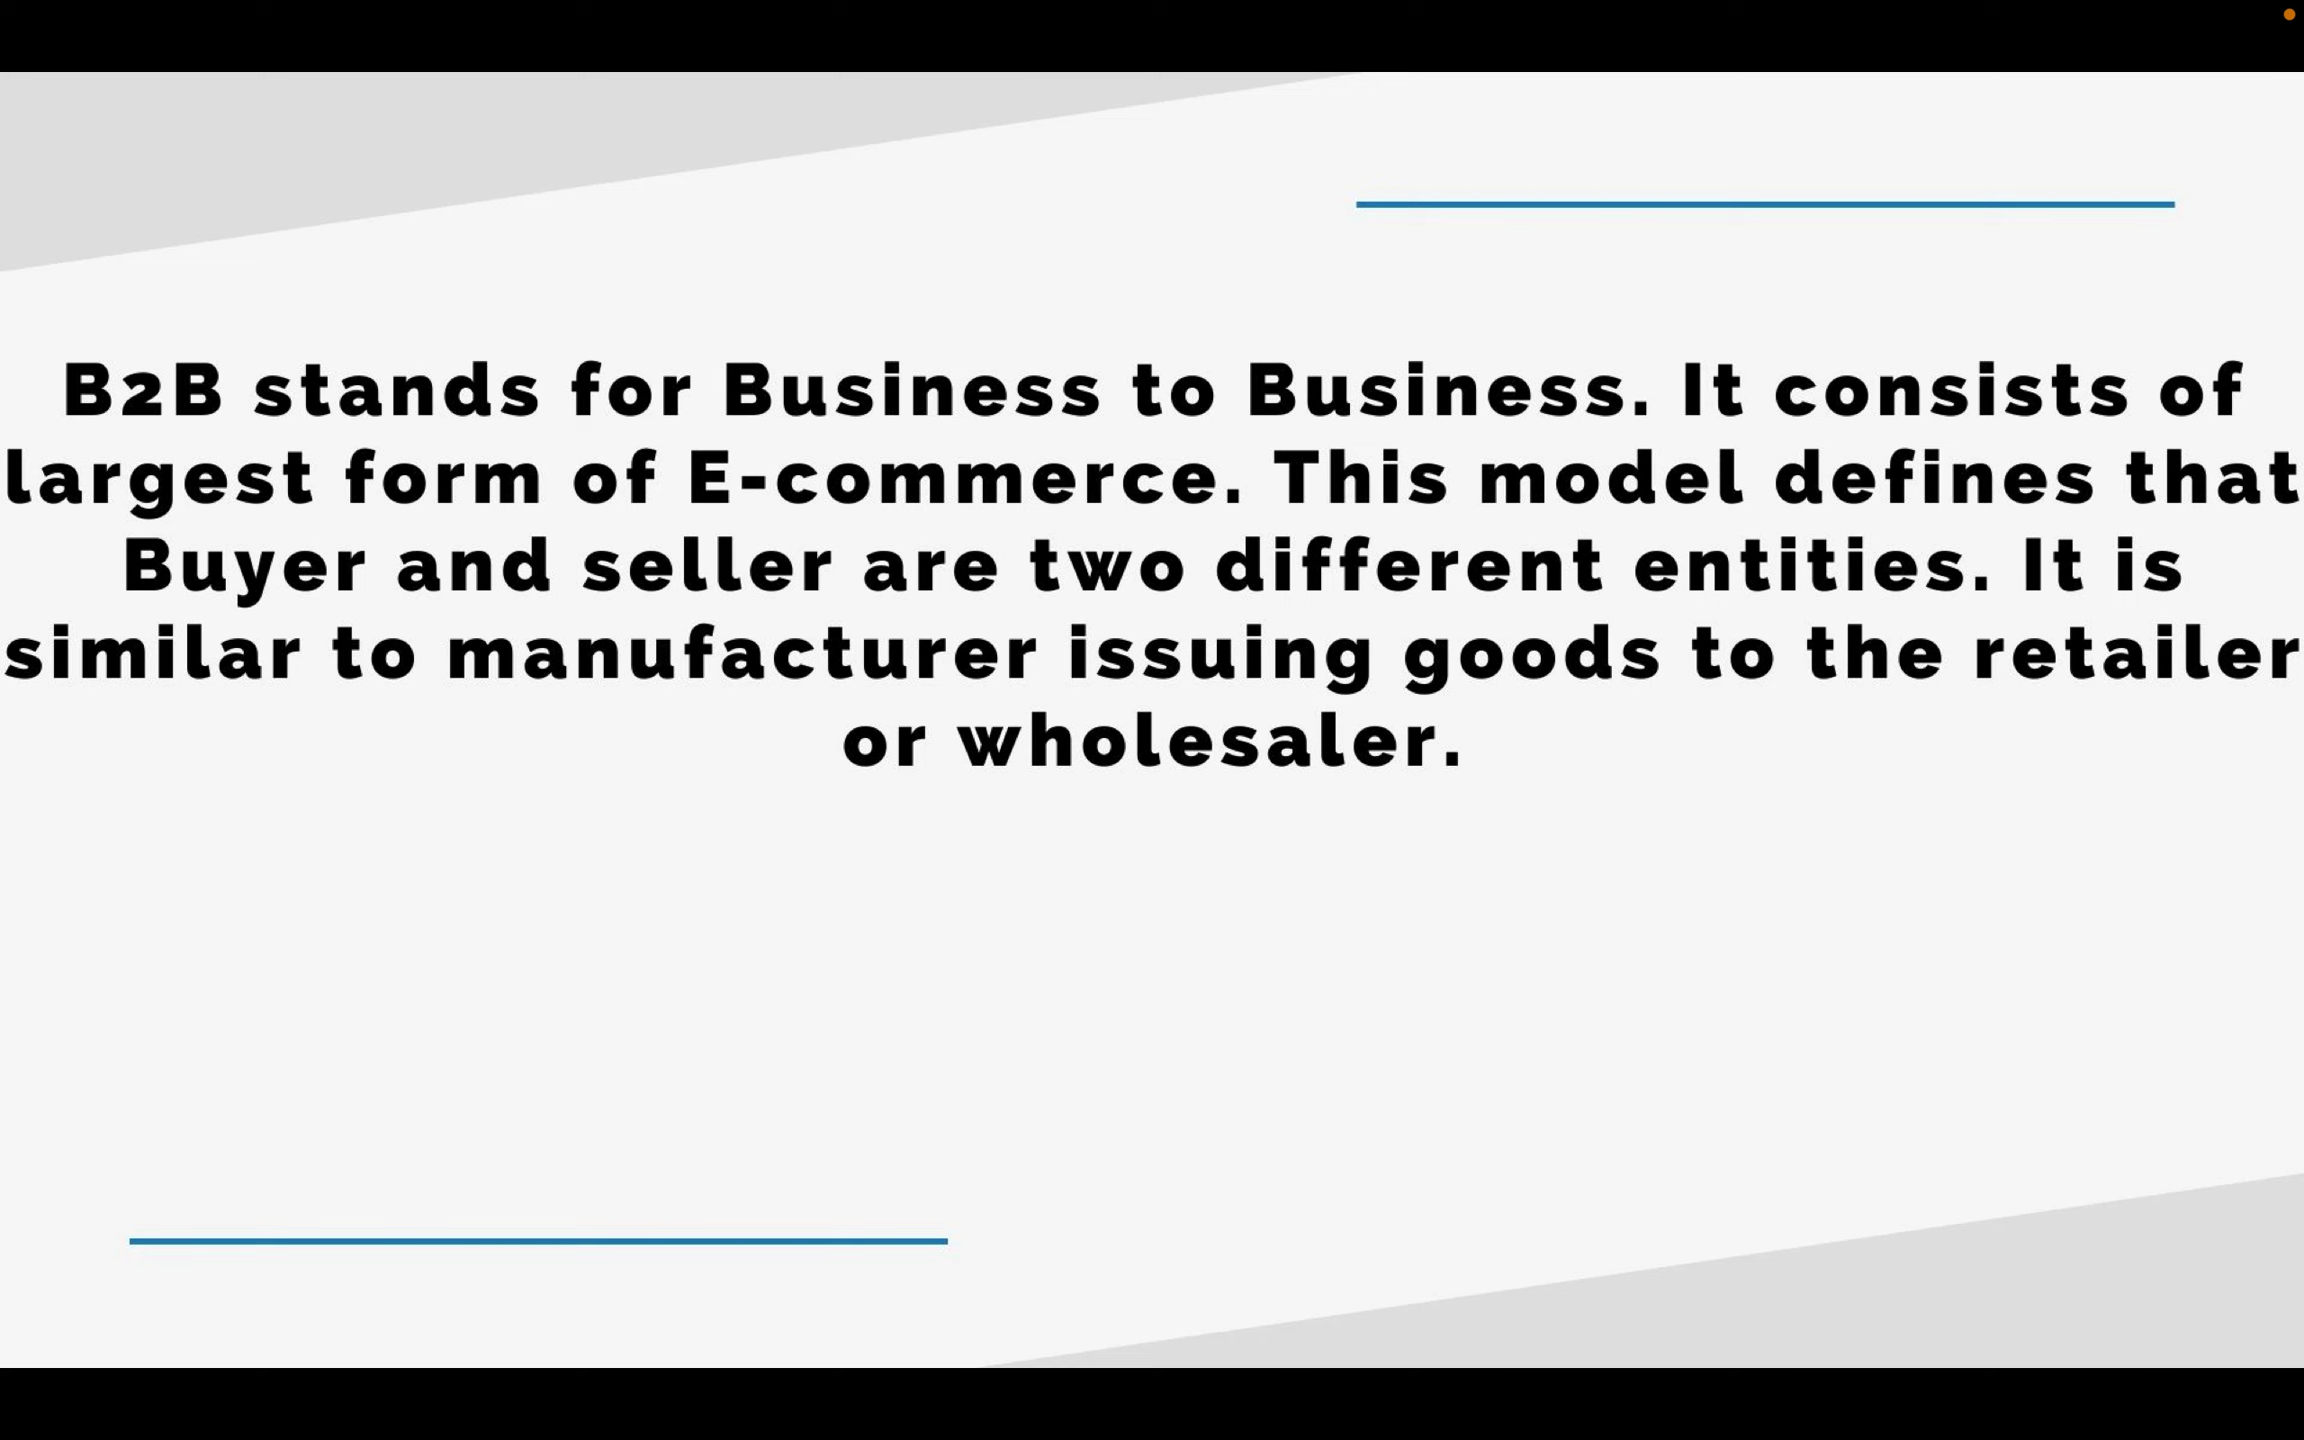 B2B stands for Business to Business. It consists of
largest form of E-commerce. This model defines that
Buyer and seller are two different entities. It is
similar to manufacturer issuing goods to the retailer
or wholesaler.